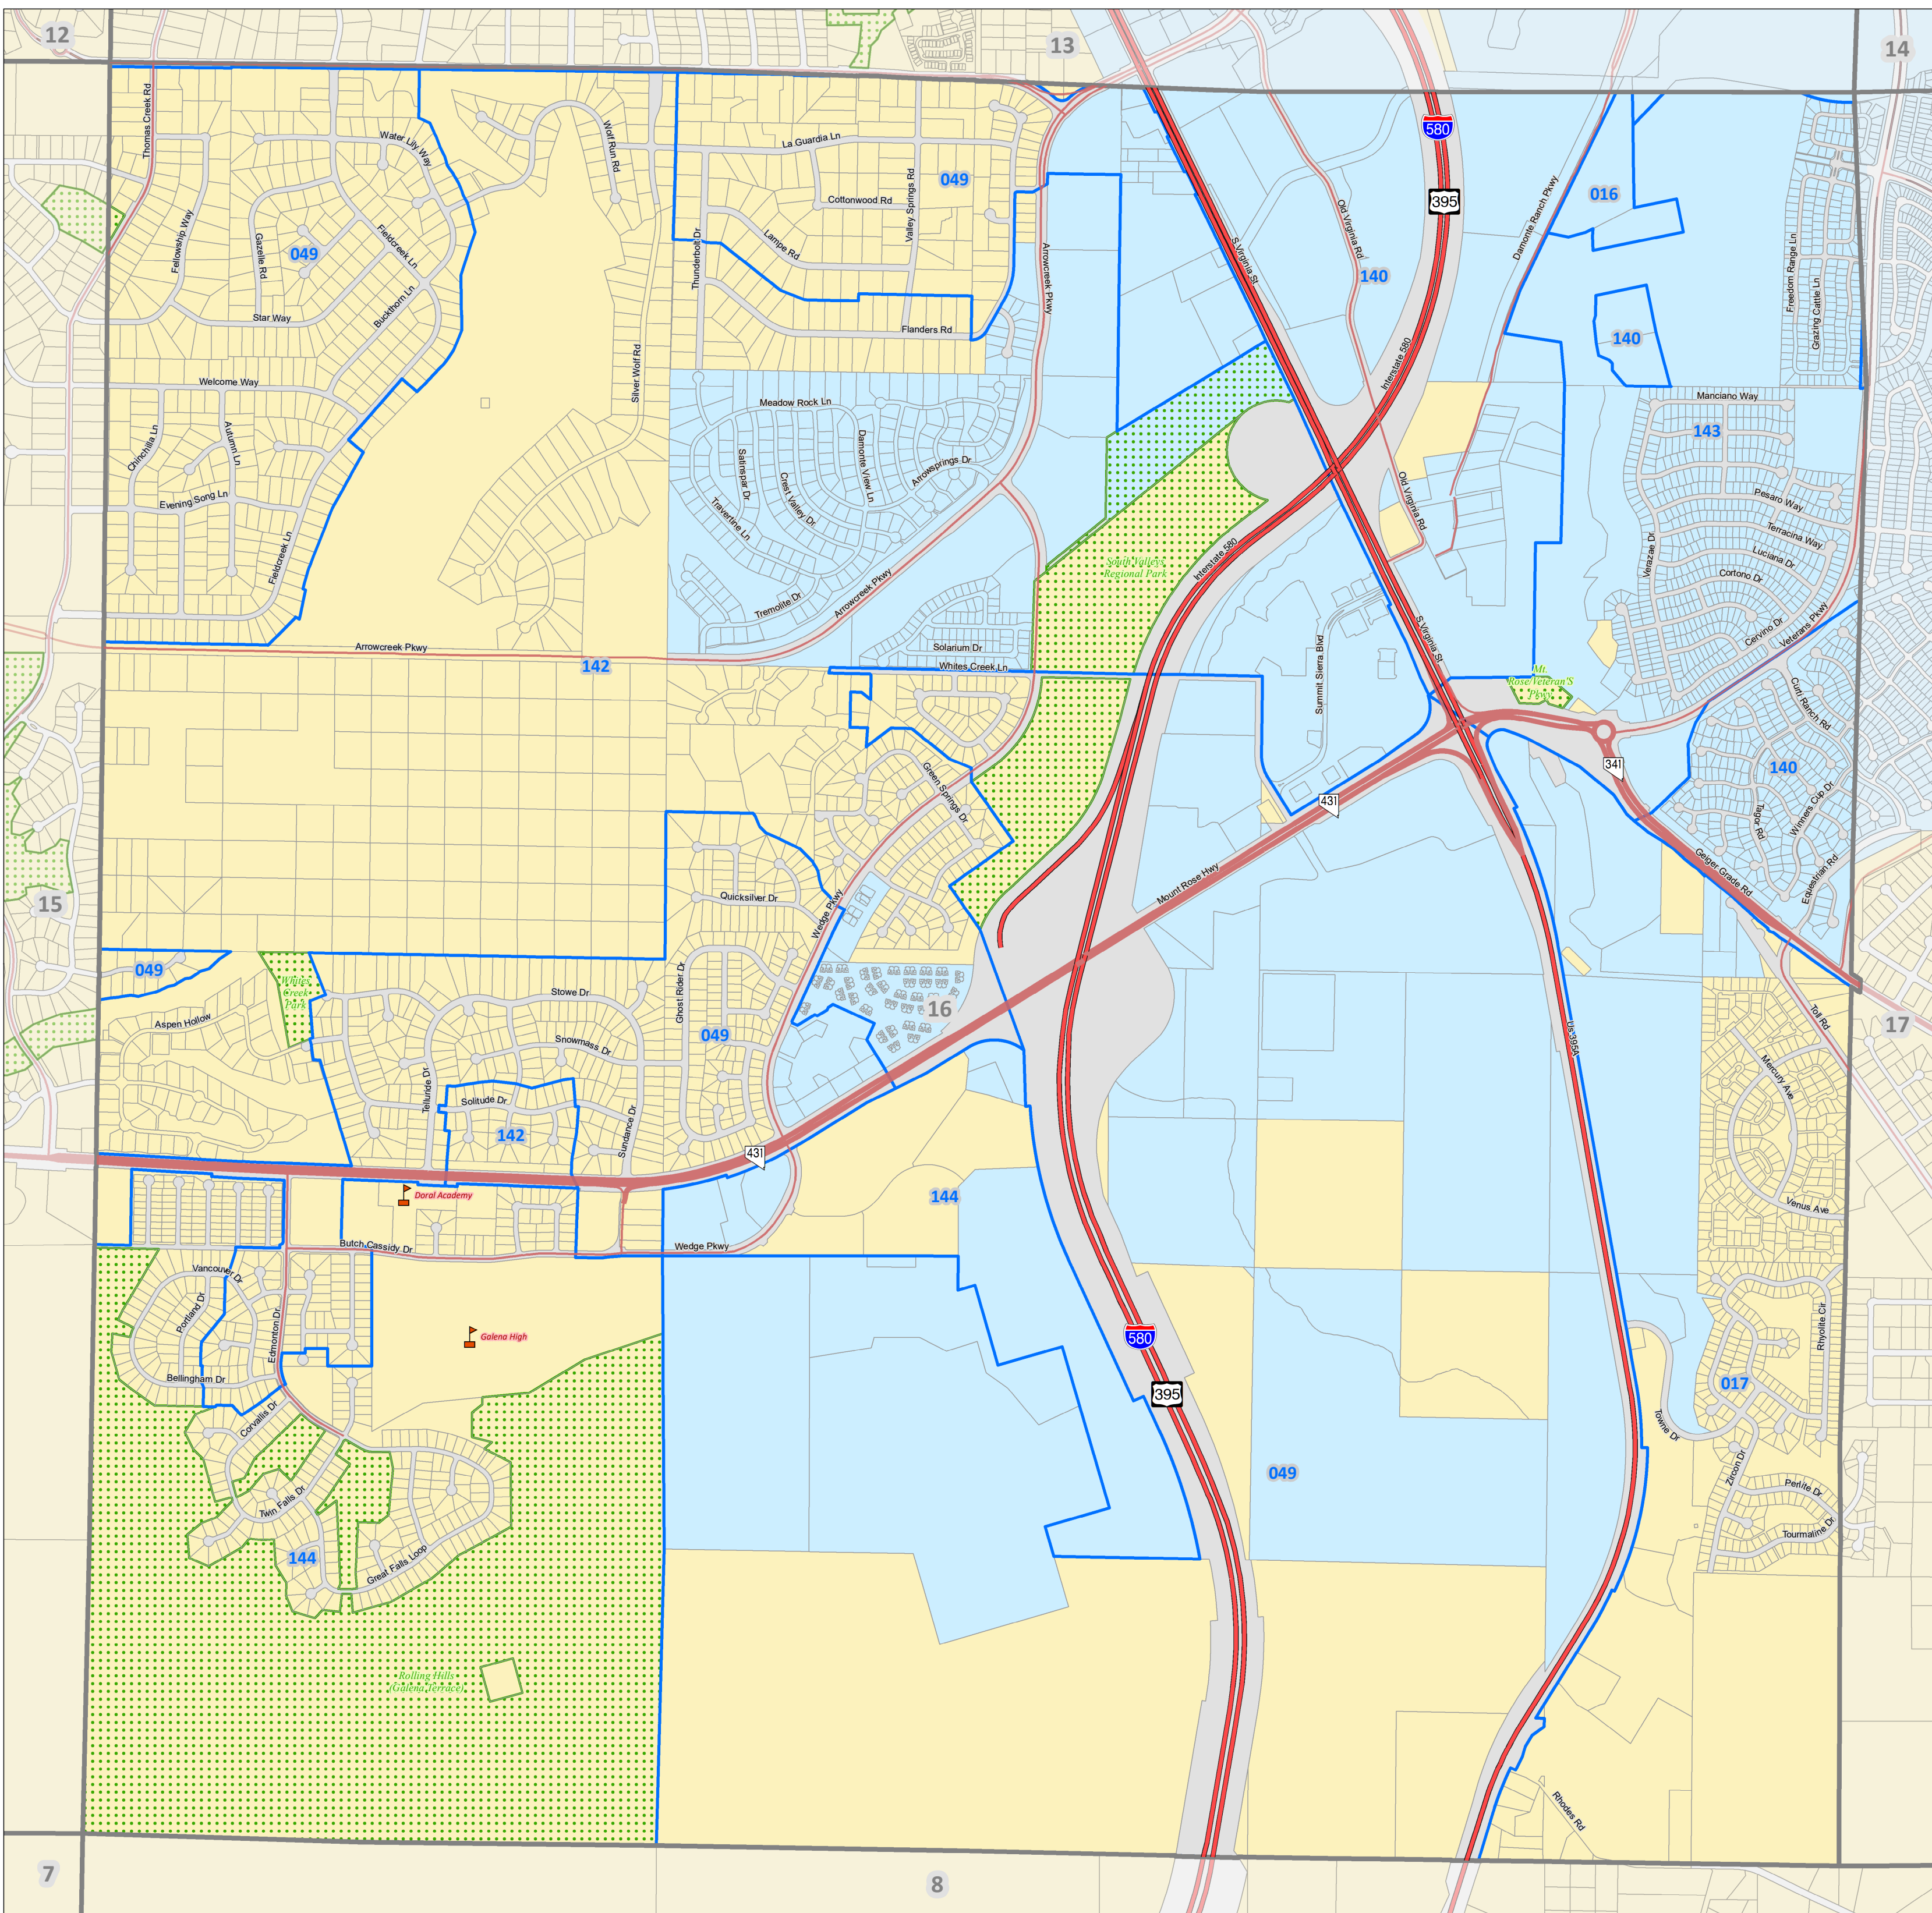 12
13
14
Thomas Creek Rd
Water Lily Way
Wolf Run Rd
La Guardia Ln
580
395
049
016
Cottonwood Rd
Valley Springs Rd
Fellowship Way
Gazelle Rd
Fieldcreek Ln
049
Thunderbolt Dr
Lampe Rd
Arrowcreek Pkwy
S Virginia St
Old Virginia Rd
140
Damonte Ranch Pkwy
Freedom Range Ln
Grazing Cattle Ln
Star Way
Buckthorn Ln
Flanders Rd
140
Silver Wolf Rd
Interstate 580
Welcome Way
Meadow Rock Ln
Manciano Way
143
Chinchilla Ln
Autumn Ln
Satinspar Dr
Crest Valley Dr
Damonte View Ln
Arrowsprings Dr
Travertine Ln
Evening Song Ln
Old Virginia Rd
Pesaro Way
Terracina Way
Luciana Dr
Verazae Dr
Cortono Dr
Fieldcreek Ln
South Valleys
Regional Park
Interstate 580
Tremolite Dr
Arrowcreek Pkwy
Cervino Dr
Veterans Pkwy
Arrowcreek Pkwy
142
Solarium Dr
Whites Creek Ln
Summit Sierra Blvd
S Virginia St
Mt.
Rose/Veteran'S
Pkwy
Curti Ranch Rd
140
341
431
Green Springs Dr
Taigor Rd
Winners Cup Dr
Equestrian Rd
Geiger Grade Rd
Mount Rose Hwy
Quicksilver Dr
Wedge Pkwy
15
049
Whites
Creek
Park
Stowe Dr
Ghost Rider Dr
16
17
Aspen Hollow
Snowmass Dr
049
Toll Rd
Us 395A
Mercury Ave
Telluride Dr
Solitude Dr
142
Sundance Dr
431
Doral Academy
144
Venus Ave
Butch Cassidy Dr
Wedge Pkwy
Vancouver Dr
Portland Dr
Edmonton Dr
Galena High
580
395
Rhyolite Cir
Bellingham Dr
017
Corvallis Dr
Towne Dr
049
Zircon Dr
Perlite Dr
Twin Falls Dr
Tourmaline Dr
144
Great Falls Loop
Rolling Hills
(Galena Terrace)
Rhodes Rd
7
8